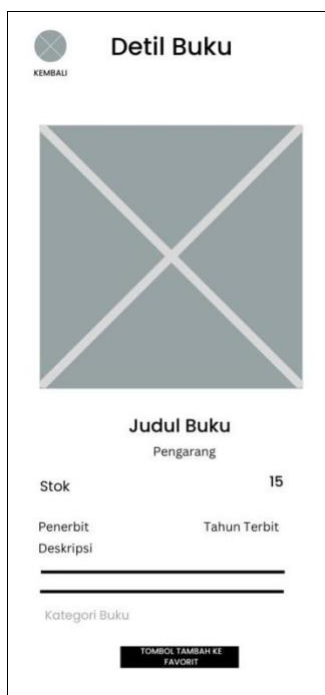 Detil Buku
KEMBALI
Judul Buku
Pengarang
Stok 15
Penerbit Tahun Terbit
Deskripsi
Kategori Buku
TOMBOL TAMBAH KE
FAVORIT